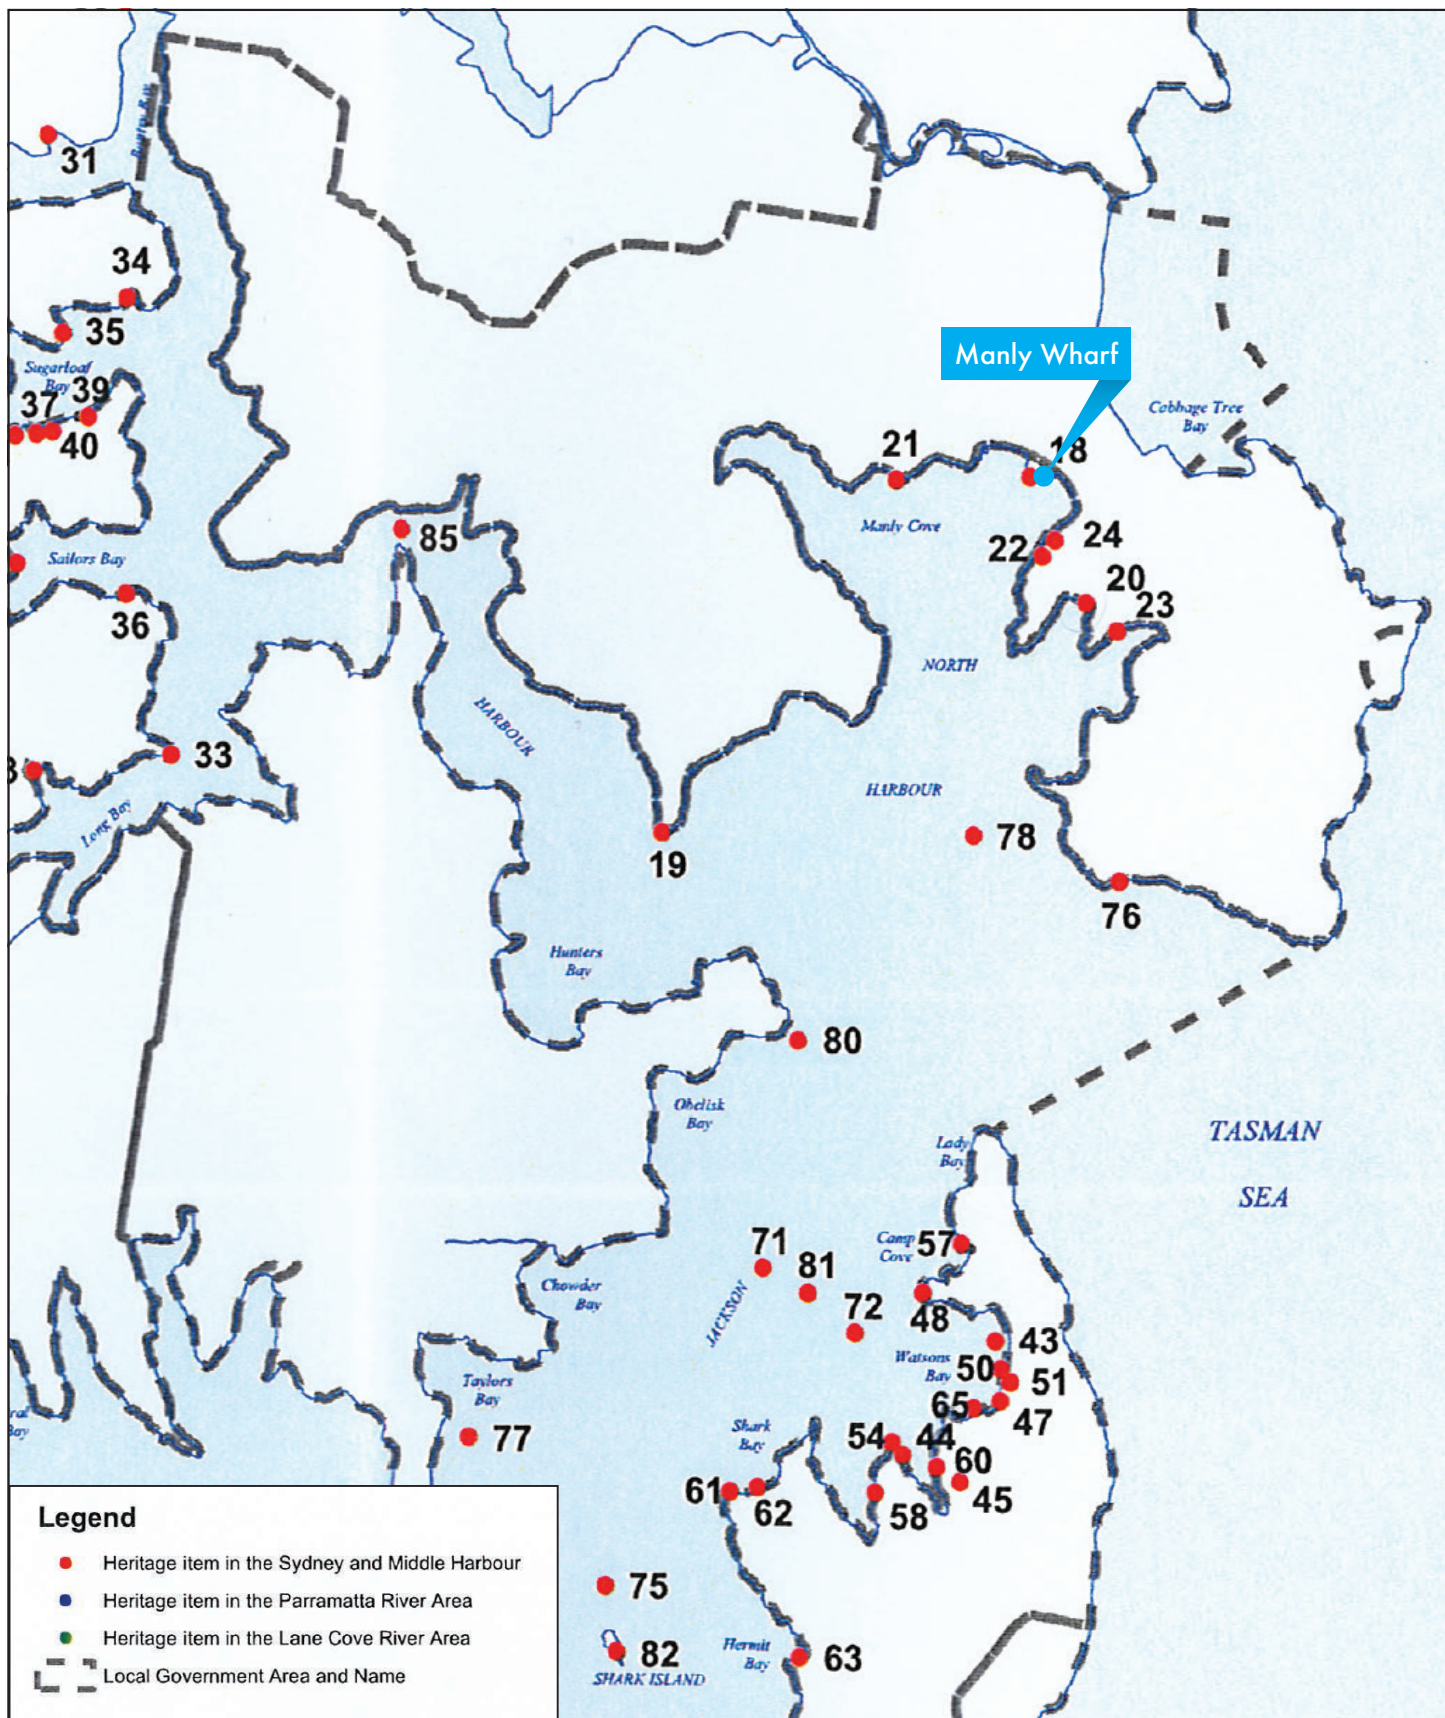 31
34
35
Sugarloaf
Bay
39
37
40
Sailors Bay
36
33
Long Bay
85
HARBOUR
19
Hunters
Bay
Manly Wharf
Cabbage Tree
Bay
21
18
Manly Cove
24
22
20
23
NORTH
HARBOUR
78
76
80
Obelisk
Bay
Lady
Bay
TASMAN
SEA
Camp
Cove
57
71
81
72
48
JACKSON
Chowder
Bay
43
Watsons
Bay
50
51
65
47
Taylors
Bay
77
Shark
Bay
54
44
60
45
61
62
58
75
82
SHARK ISLAND
Hermit
Bay
63
Legend
Heritage item in the Sydney and Middle Harbour
Heritage item in the Parramatta River Area
Heritage item in the Lane Cove River Area
Local Government Area and Name